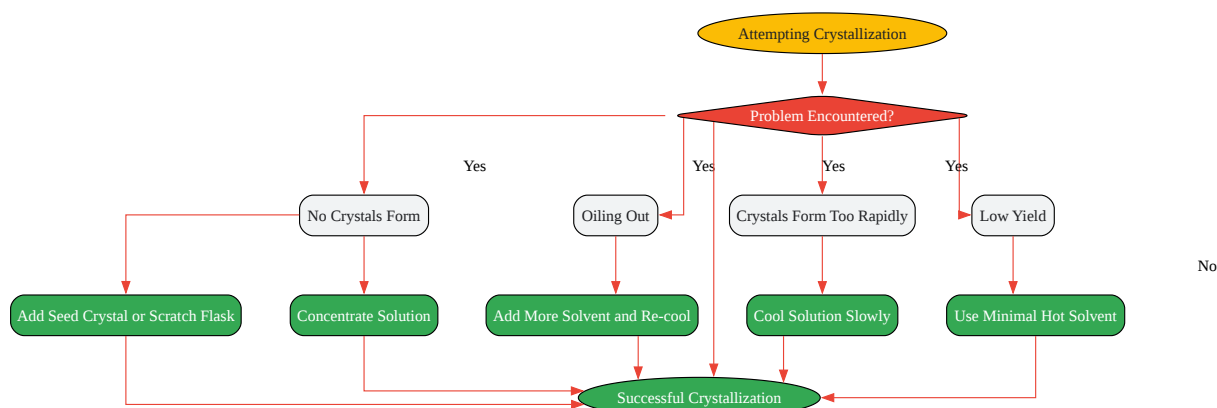 Attempting Crystallization
Problem Encountered?
Yes
Yes
Yes
Yes
No Crystals Form
Oiling Out
Crystals Form Too Rapidly
Low Yield
No
Add Seed Crystal or Scratch Flask
Concentrate Solution
Add More Solvent and Re-cool
Cool Solution Slowly
Use Minimal Hot Solvent
Successful Crystallization